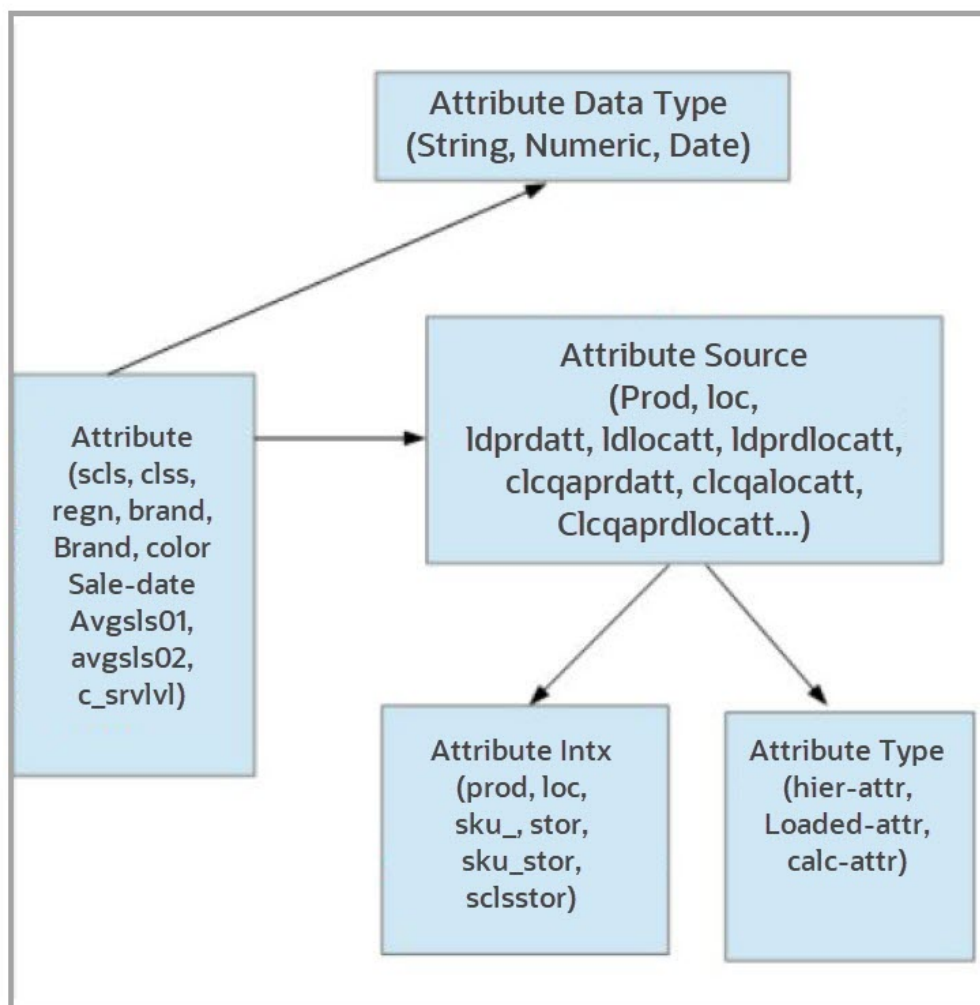 Attribute Data Type
(String, Numeric, Date)
Attribute Source
(Prod, loc,
ldprdatt, ldlocatt, ldprdlocatt,
clcqaprdatt, clcqalocatt,
Clcqaprdlocatt...)
Attribute
(scls, clss,
regn, brand,
Brand, color
Sale-date
Avgsls01,
avgsls02,
c_srvlvl)
Attribute Intx
(prod, loc,
sku_, stor,
sku_stor,
sclsstor)
Attribute Type
(hier-attr,
Loaded-attr,
calc-attr)